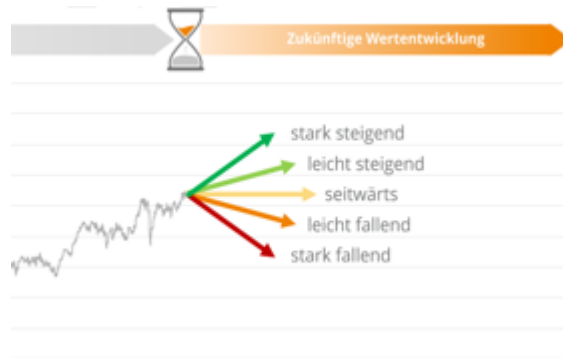 Zukünftige Wertentwicklung
stark steigend
leicht steigend
seitwärts
leicht fallend
stark fallend